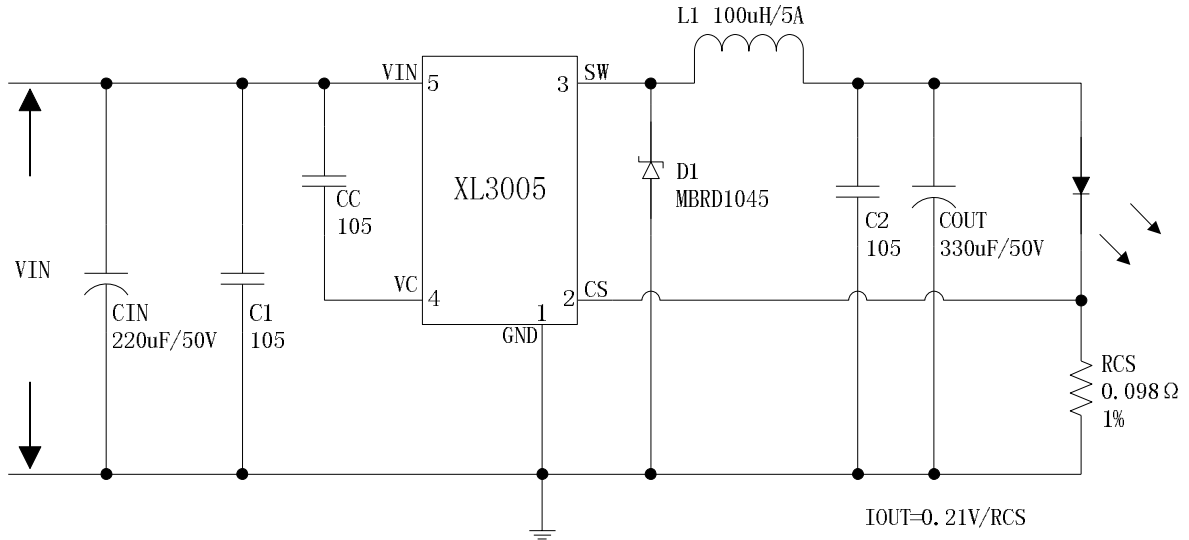 L1 100uH/5A
VIN
5
3
SW
XL3005
CC
105
D1
MBRD1045
C2
105
COUT
330uF/50V
VIN
VC
4
2
CS
1
GND
CIN
220uF/50V
C1
105
RCS
0.098Ω
1%
IOUT=0.21V/RCS